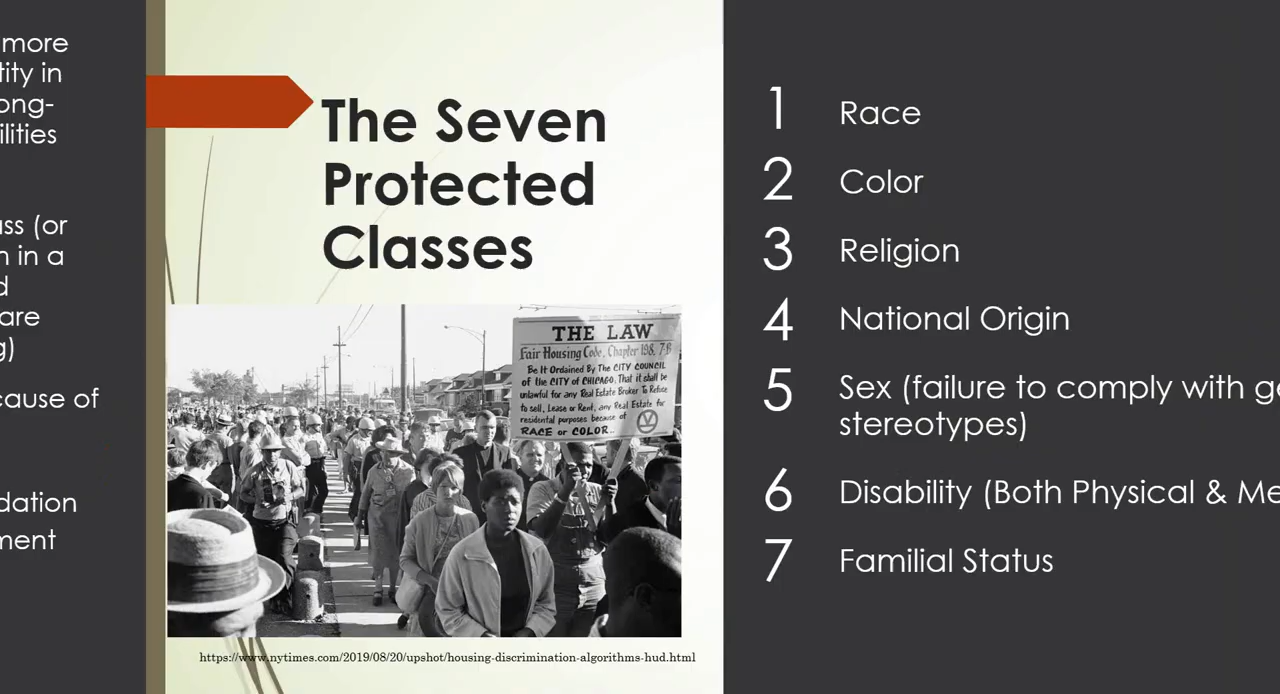 more
tity in
ong-
ilities
ass (or
n in a
d
are
g)
cause of
dation
ment
The Seven
Protected
Classes
THE LAW
Fair Housing Code, Chapter 198. 7-B
Be It Ordained By The CITY COUNCIL
of the CITY of CHICAGO, That it shall be
unlawful for any Real Estate Broker To Refuse
to sell, Lease or Rent, any Real Estate for
residential purposes because of
RACE or COLOR...
https://www.nytimes.com/2019/08/20/upshot/housing-discrimination-algorithms-hud.html
1 Race
2 Color
3 Religion
4 National Origin
5 Sex (failure to comply with ge
stereotypes)
6 Disability (Both Physical & Me
7 Familial Status